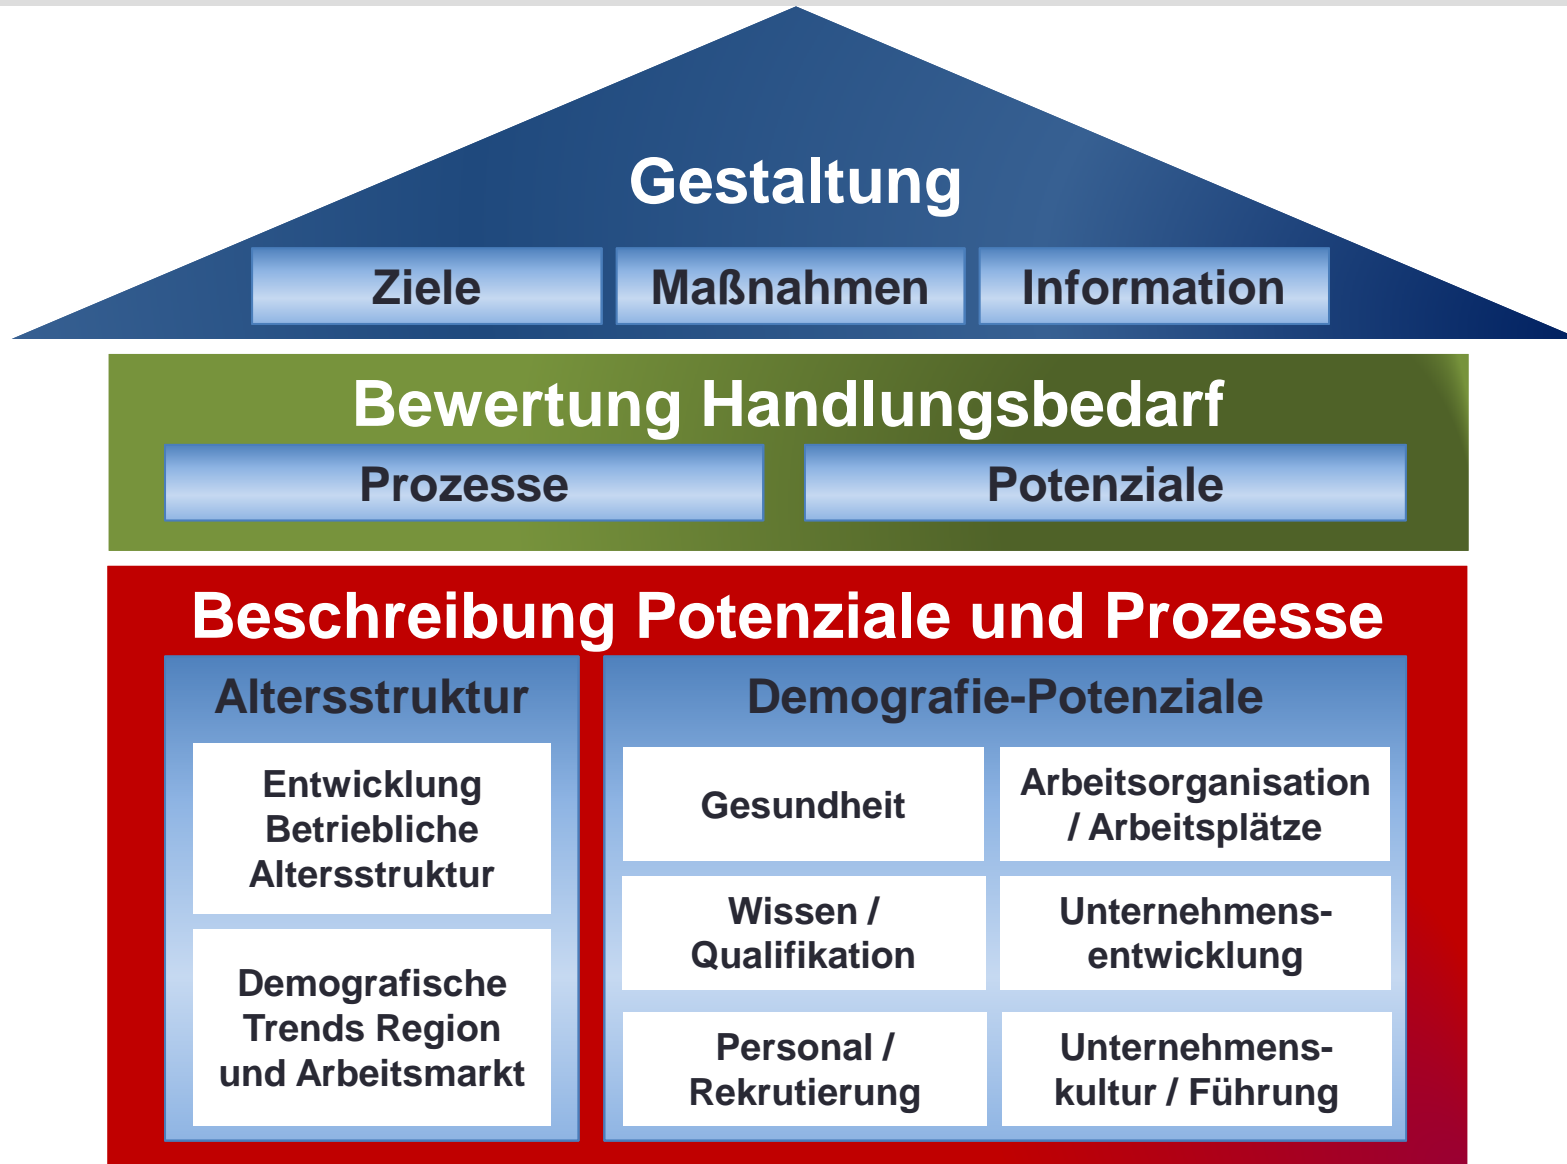 Gestaltung
Ziele
Maßnahmen
Information
Bewertung Handlungsbedarf
Prozesse
Potenziale
Beschreibung Potenziale und Prozesse
Altersstruktur
Entwicklung
Betriebliche
Altersstruktur
Demografische
Trends Region
und Arbeitsmarkt
Demografie-Potenziale
Gesundheit
Arbeitsorganisation
/ Arbeitsplätze
Wissen /
Qualifikation
Unternehmens-
entwicklung
Personal /
Rekrutierung
Unternehmens-
kultur / Führung